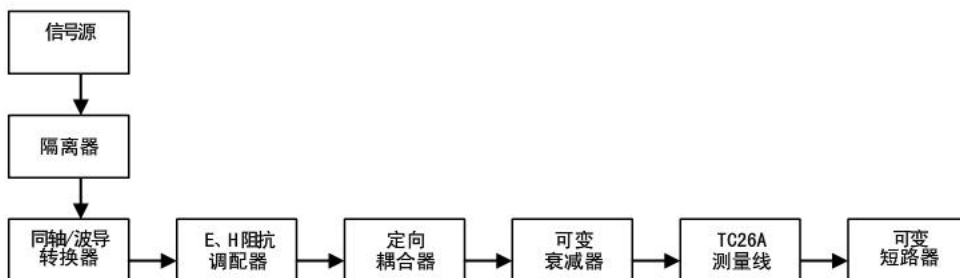 信号源
隔离器
同轴/波导
转换器
E、H阻抗
调配器
定向
耦合器
可变
衰减器
TC26A
测量线
可变
短路器